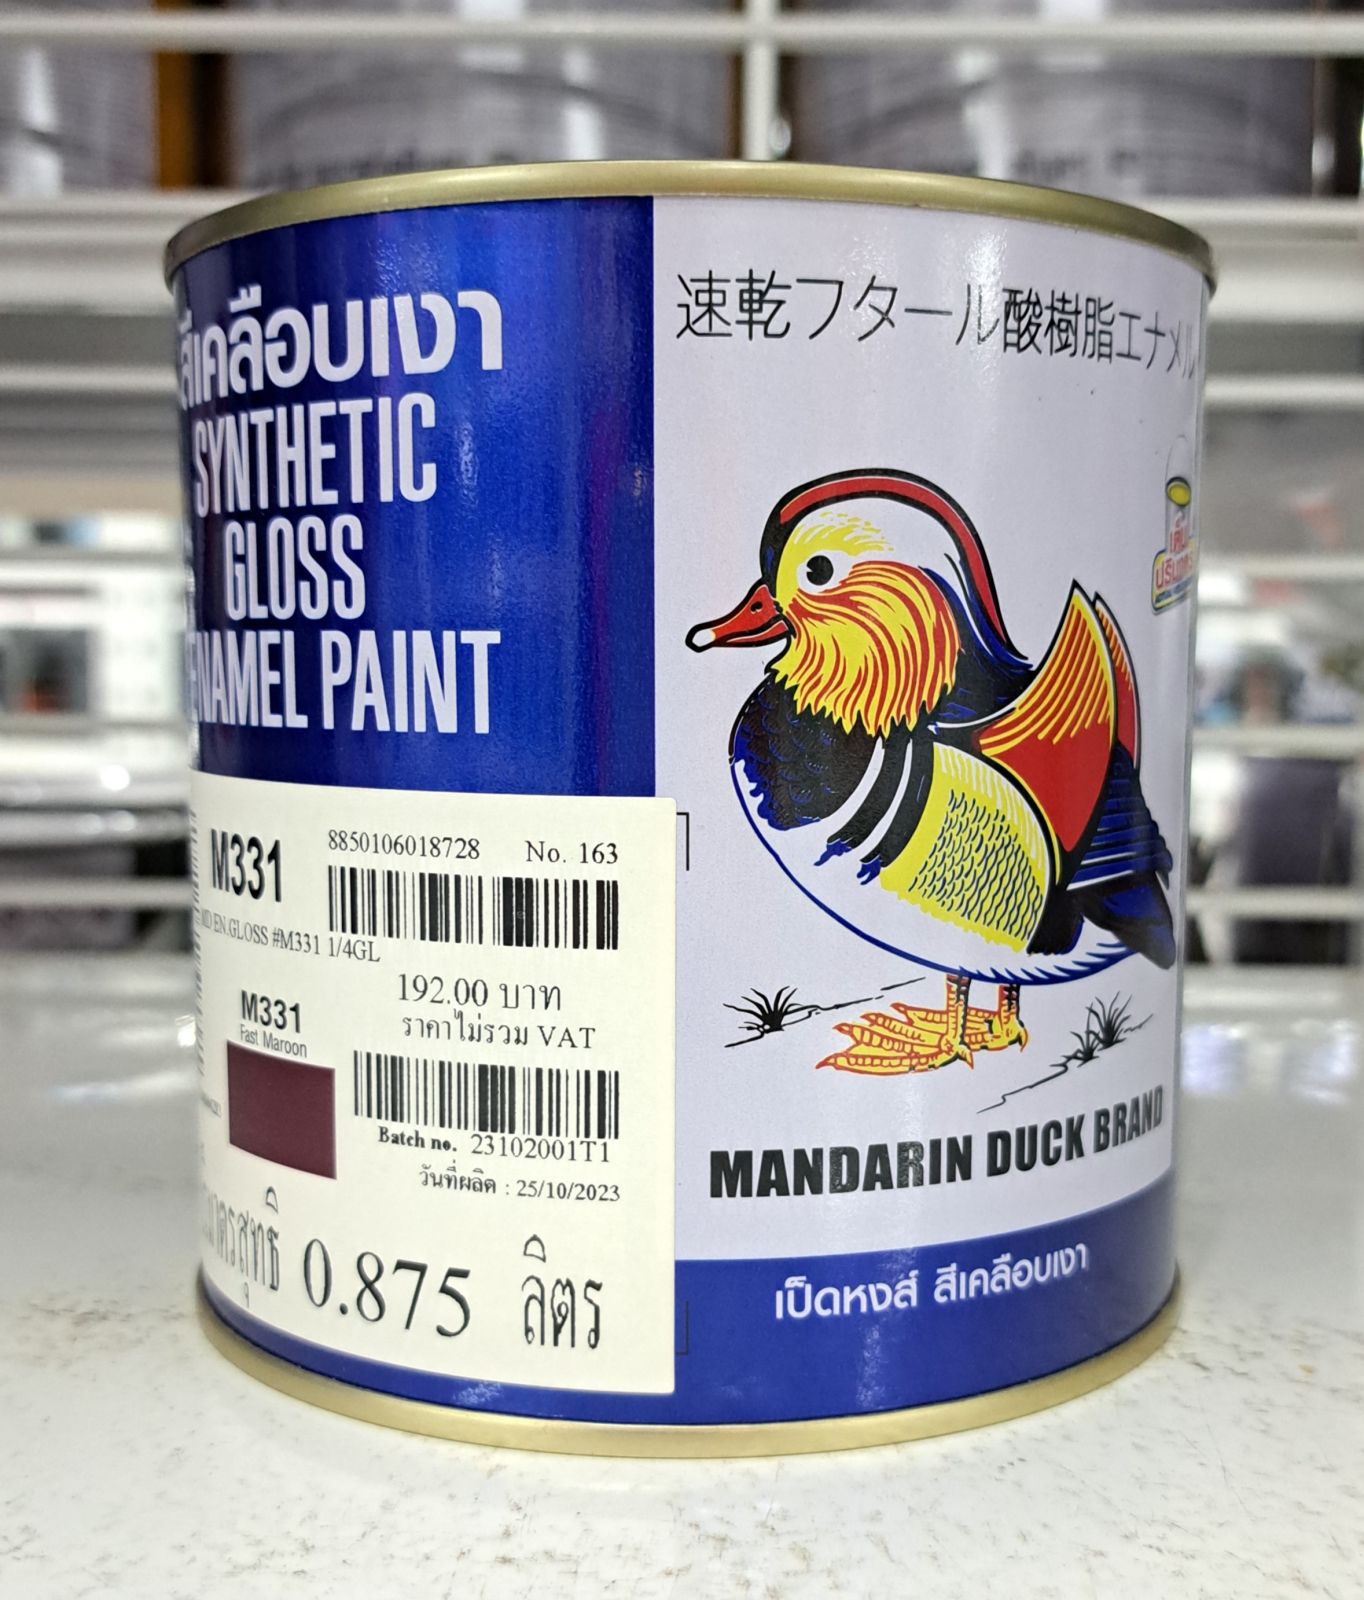 สีเคลือบเงา
SYNTHETIC
GLOSS
ENAMEL PAINT
速乾フタール酸樹脂エナメル
เต็ม
M331
8850106018728 No. 163
MD EN.GLOSS #M331 1/4GL
192.00 บาท
ราคาไม่รวม VAT
M331
Fast Maroon
Batch no. 23102001T1
วันที่ผลิต : 25/10/2023
0.875 ลิตร
MANDARIN DUCK BRAND
เป็ดหงส์ สีเคลือบเงา